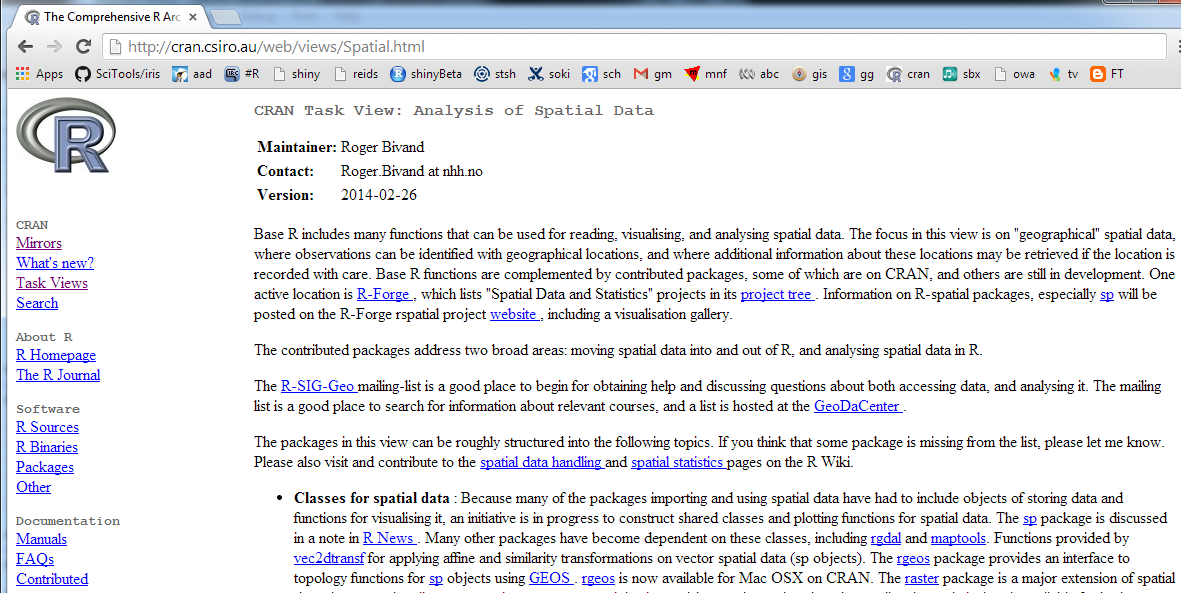 The Comprehensive R Arc
http://cran.csiro.au/web/views/Spatial.html
Apps SciTools/iris aad #R shiny reids shinyBeta stsh soki sch gm mnf abc gis gg cran sbx owa tv FT
R
CRAN
Mirrors
What's new?
Task Views
Search
About R
R Homepage
The R Journal
Software
R Sources
R Binaries
Packages
Other
Documentation
Manuals
FAQs
Contributed
CRAN Task View: Analysis of Spatial Data
Maintainer: Roger Bivand
Contact: Roger.Bivand at nhh.no
Version: 2014-02-26
Base R includes many functions that can be used for reading, visualising, and analysing spatial data. The focus in this view is on "geographical" spatial data,
where observations can be identified with geographical locations, and where additional information about these locations may be retrieved if the location is
recorded with care. Base R functions are complemented by contributed packages, some of which are on CRAN, and others are still in development. One
active location is R-Forge , which lists "Spatial Data and Statistics" projects in its project tree . Information on R-spatial packages, especially sp will be
posted on the R-Forge rspatial project website , including a visualisation gallery.
The contributed packages address two broad areas: moving spatial data into and out of R, and analysing spatial data in R.
The R-SIG-Geo mailing-list is a good place to begin for obtaining help and discussing questions about both accessing data, and analysing it. The mailing
list is a good place to search for information about relevant courses, and a list is hosted at the GeoDaCenter .
The packages in this view can be roughly structured into the following topics. If you think that some package is missing from the list, please let me know.
Please also visit and contribute to the spatial data handling and spatial statistics pages on the R Wiki.
• Classes for spatial data : Because many of the packages importing and using spatial data have had to include objects of storing data and
functions for visualising it, an initiative is in progress to construct shared classes and plotting functions for spatial data. The sp package is discussed
in a note in R News . Many other packages have become dependent on these classes, including rgdal and maptools. Functions provided by
vec2dtransf for applying affine and similarity transformations on vector spatial data (sp objects). The rgeos package provides an interface to
topology functions for sp objects using GEOS . rgeos is now available for Mac OSX on CRAN. The raster package is a major extension of spatial